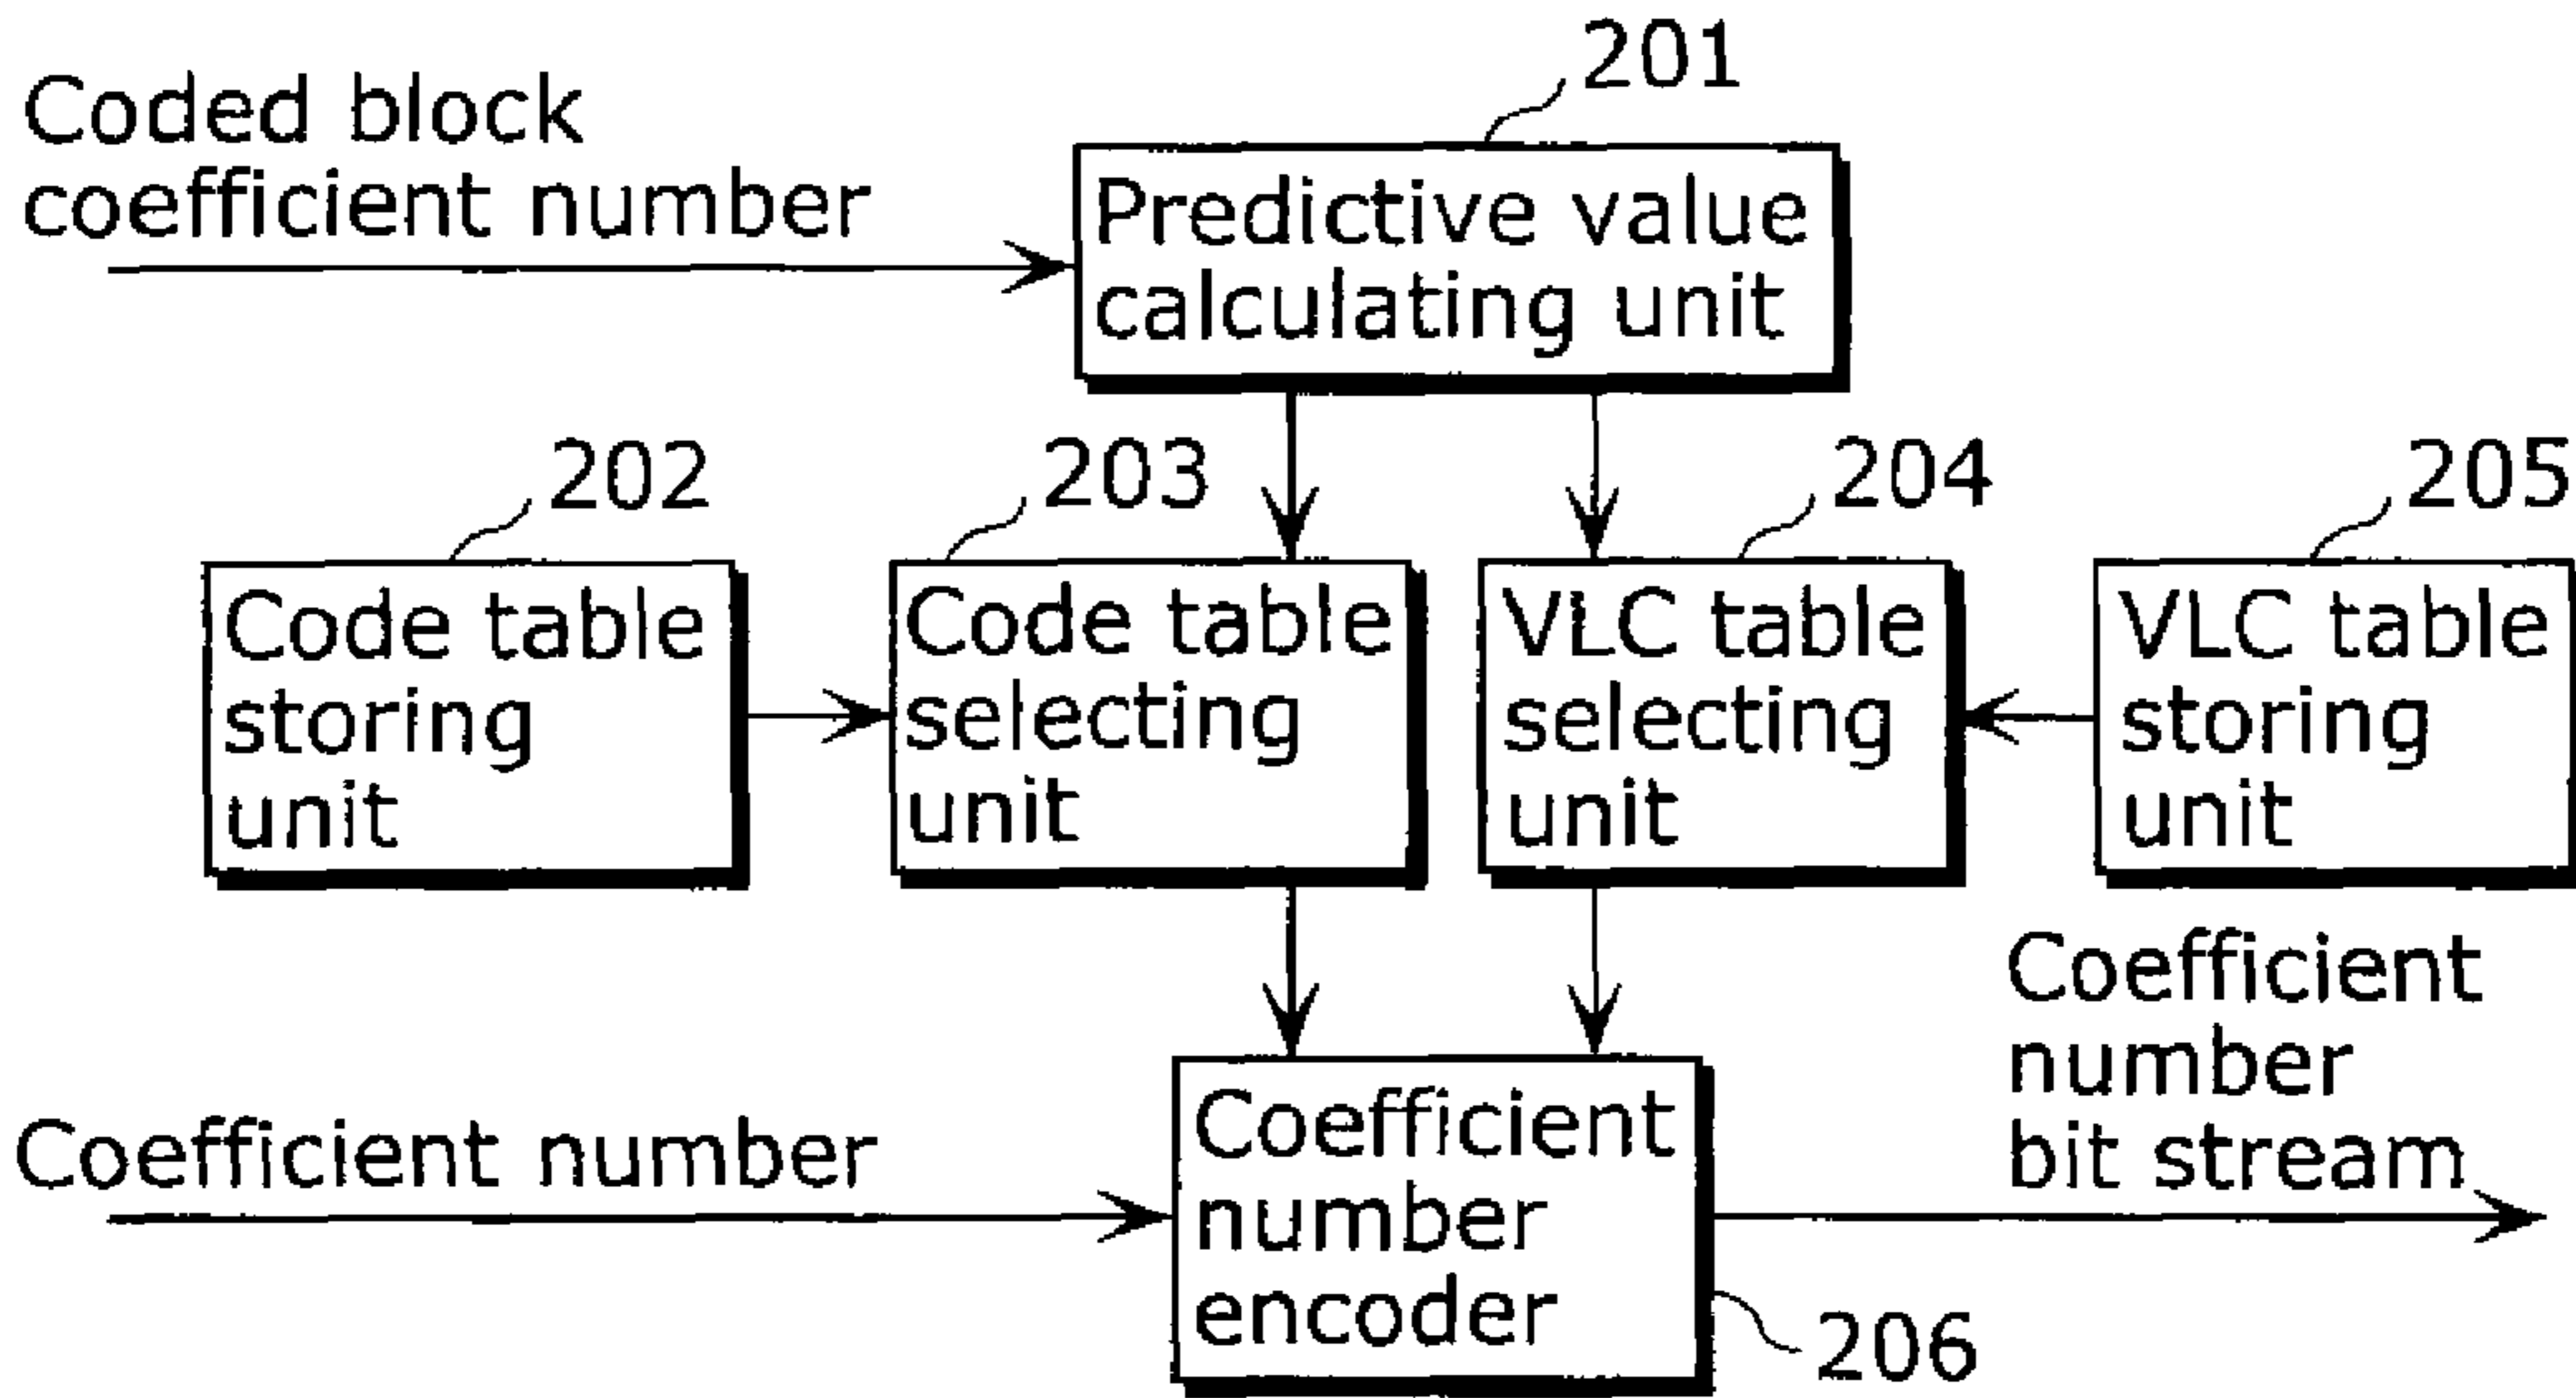 201
Coded block
coefficient number
Predictive value
calculating unit
202
203
204
205
Code table
storing
unit
Code table
selecting
unit
VLC table
selecting
unit
VLC table
storing
unit
Coefficient number
Coefficient
number
encoder
Coefficient
number
bit stream
206